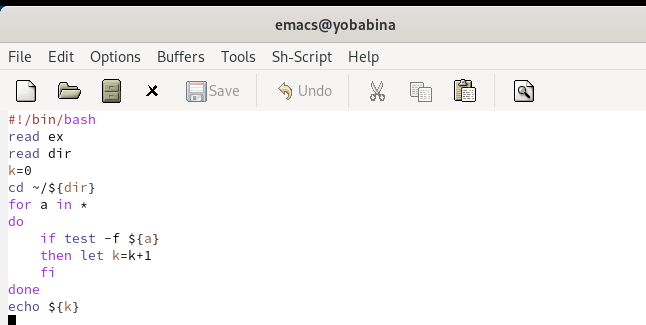 emacs@yobabina
File Edit Options Buffers Tools Sh-Script Help
Save Undo
#!/bin/bash
read ex
read dir
k=0
cd ~/${dir}
for a in *
do
    if test -f ${a}
    then let k=k+1
    fi
done
echo ${k}